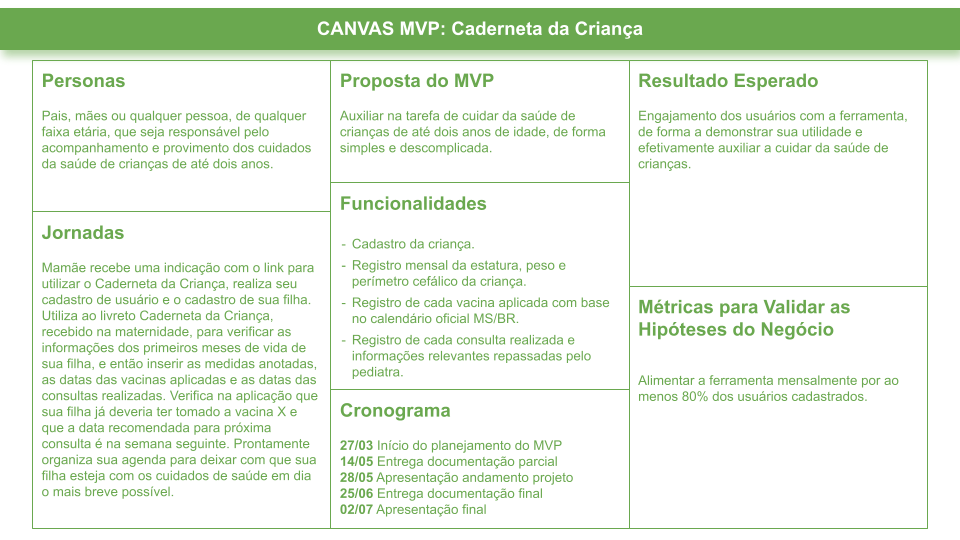 CANVAS MVP: Caderneta da Criança
Personas
Pais, mães ou qualquer pessoa, de qualquer
faixa etária, que seja responsável pelo
acompanhamento e provimento dos cuidados
da saúde de crianças de até dois anos.
Jornadas
Mamãe recebe uma indicação com o link para
utilizar o Caderneta da Criança, realiza seu
cadastro de usuário e o cadastro de sua filha.
Utiliza ao livreto Caderneta da Criança,
recebido na maternidade, para verificar as
informações dos primeiros meses de vida de
sua filha, e então inserir as medidas anotadas,
as datas das vacinas aplicadas e as datas das
consultas realizadas. Verifica na aplicação que
sua filha já deveria ter tomado a vacina X e
que a data recomendada para próxima
consulta é na semana seguinte. Prontamente
organiza sua agenda para deixar com que sua
filha esteja com os cuidados de saúde em dia
o mais breve possível.
Proposta do MVP
Auxiliar na tarefa de cuidar da saúde de
crianças de até dois anos de idade, de forma
simples e descomplicada.
Funcionalidades
- Cadastro da criança.
- Registro mensal da estatura, peso e
perímetro cefálico da criança.
- Registro de cada vacina aplicada com base
no calendário oficial MS/BR.
- Registro de cada consulta realizada e
informações relevantes repassadas pelo
pediatra.
Cronograma
27/03 Início do planejamento do MVP
14/05 Entrega documentação parcial
28/05 Apresentação andamento projeto
25/06 Entrega documentação final
02/07 Apresentação final
Resultado Esperado
Engajamento dos usuários com a ferramenta,
de forma a demonstrar sua utilidade e
efetivamente auxiliar a cuidar da saúde de
crianças.
Métricas para Validar as
Hipóteses do Negócio
Alimentar a ferramenta mensalmente por ao
menos 80% dos usuários cadastrados.